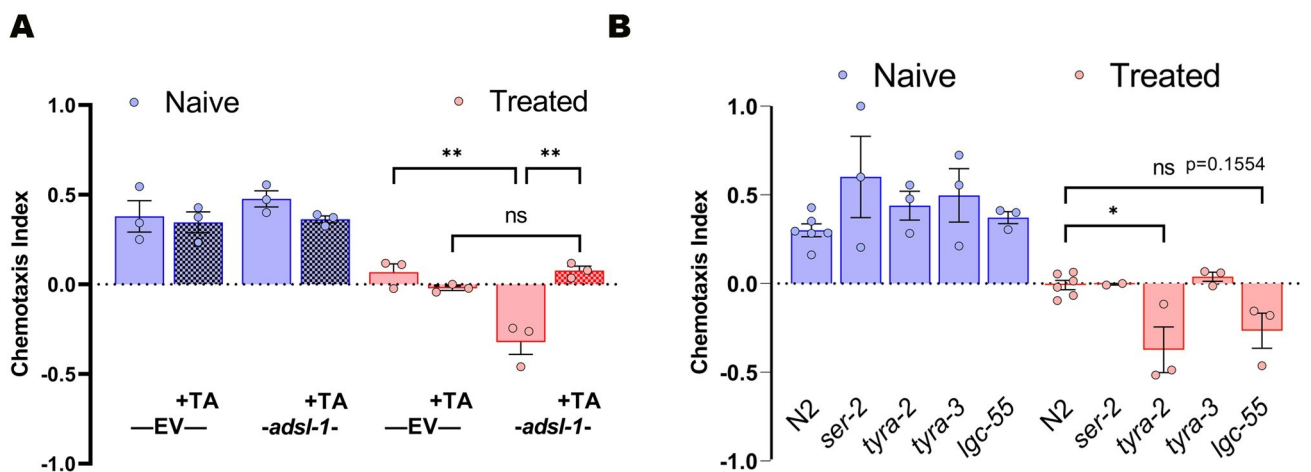 A
Naive
Treated
Chemotaxis Index
1.0
0.5
0.0
-0.5
-1.0
**
**
ns
+TA
+TA
+TA
+TA
—EV—
-adsl-1-
—EV—
-adsl-1-
B
Naive
Treated
Chemotaxis Index
1.0
0.5
0.0
-0.5
-1.0
ns p=0.1554
*
N2
ser-2
tyra-2
tyra-3
lgc-55
N2
ser-2
tyra-2
tyra-3
lgc-55